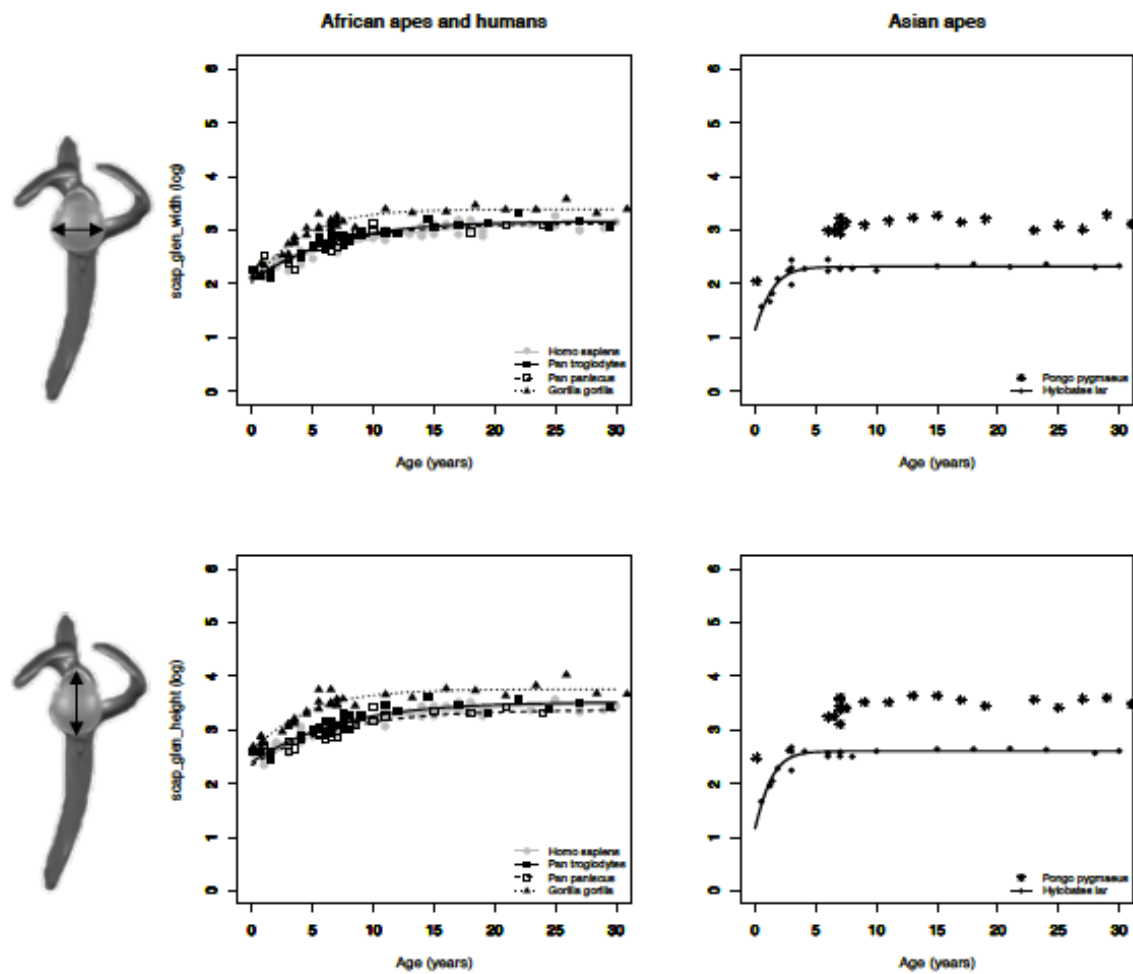 African apes and humans
Asian apes
scap_glen_width (log)
6
5
4
3
2
1
0
Homo sapiens
Pan troglodytes
Pan paniscus
Gorilla gorilla
0 5 10 15 20 25 30
Age (years)
6
5
4
3
2
1
0
Pongo pygmaeus
Hylobates lar
0 5 10 15 20 25 30
Age (years)
scap_glen_height (log)
6
5
4
3
2
1
0
Homo sapiens
Pan troglodytes
Pan paniscus
Gorilla gorilla
0 5 10 15 20 25 30
Age (years)
6
5
4
3
2
1
0
Pongo pygmaeus
Hylobates lar
0 5 10 15 20 25 30
Age (years)